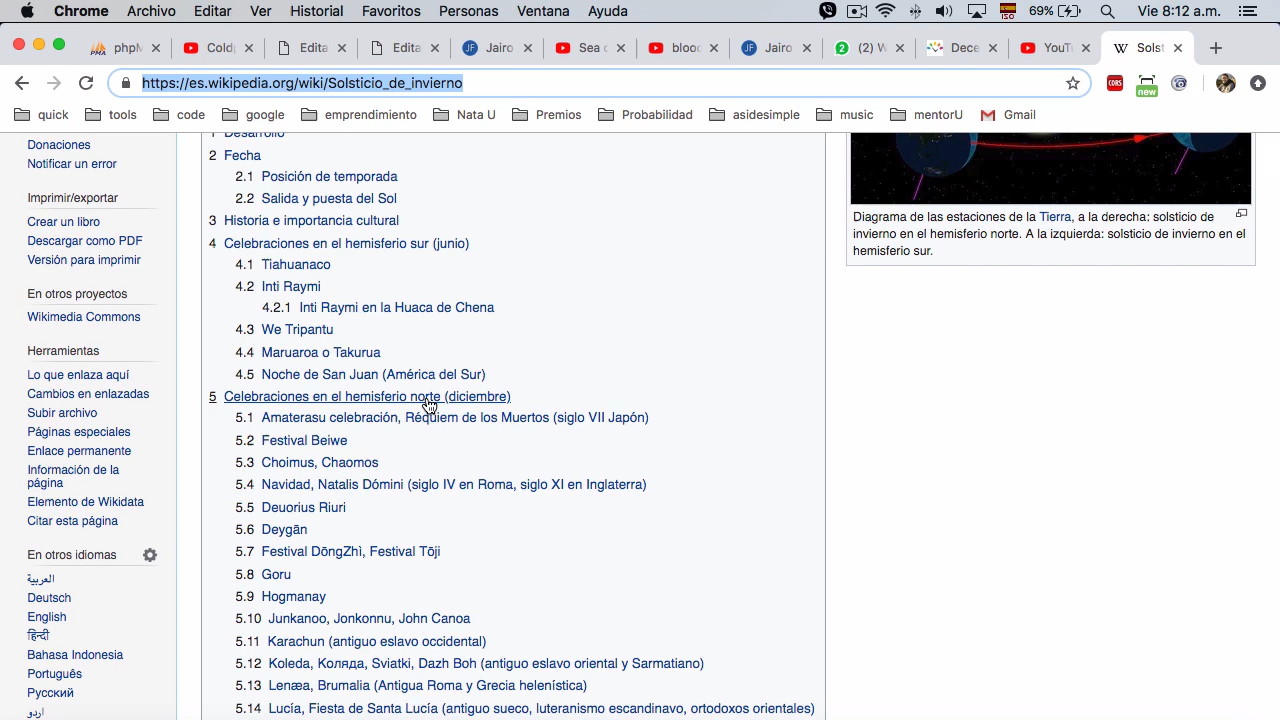 Chrome Archivo Editar Ver Historial Favoritos Personas Ventana Ayuda 69% Vie 8:12 a.m.
phpM Cold Edita Edita Jairo Sea bloo Jairo (2) W Dece YouTu Solst
https://es.wikipedia.org/wiki/Solsticio_de_invierno CORS new
quick tools code google emprendimiento Nata U Premios Probabilidad asidesimple music mentorU Gmail
Donaciones
Notificar un error
Imprimir/exportar
Crear un libro
Descargar como PDF
Versión para imprimir
En otros proyectos
Wikimedia Commons
Herramientas
Lo que enlaza aquí
Cambios en enlazadas
Subir archivo
Páginas especiales
Enlace permanente
Información de la
página
Elemento de Wikidata
Citar esta página
En otros idiomas
العربية
Deutsch
English
हिन्दी
Bahasa Indonesia
Português
Русский
اردو
1 Desarrollo
2 Fecha
2.1 Posición de temporada
2.2 Salida y puesta del Sol
3 Historia e importancia cultural
4 Celebraciones en el hemisferio sur (junio)
4.1 Tiahuanaco
4.2 Inti Raymi
4.2.1 Inti Raymi en la Huaca de Chena
4.3 We Tripantu
4.4 Maruaroa o Takurua
4.5 Noche de San Juan (América del Sur)
5 Celebraciones en el hemisferio norte (diciembre)
5.1 Amaterasu celebración, Réquiem de los Muertos (siglo VII Japón)
5.2 Festival Beiwe
5.3 Choimus, Chaomos
5.4 Navidad, Natalis Dómini (siglo IV en Roma, siglo XI en Inglaterra)
5.5 Deuorius Riuri
5.6 Deygān
5.7 Festival DōngZhì, Festival Tōji
5.8 Goru
5.9 Hogmanay
5.10 Junkanoo, Jonkonnu, John Canoa
5.11 Karachun (antiguo eslavo occidental)
5.12 Koleda, Коляда, Sviatki, Dazh Boh (antiguo eslavo oriental y Sarmatiano)
5.13 Lenæa, Brumalia (Antigua Roma y Grecia helenística)
5.14 Lucía, Fiesta de Santa Lucía (antiguo sueco, luteranismo escandinavo, ortodoxos orientales)
Diagrama de las estaciones de la Tierra, a la derecha: solsticio de
invierno en el hemisferio norte. A la izquierda: solsticio de invierno en el
hemisferio sur.